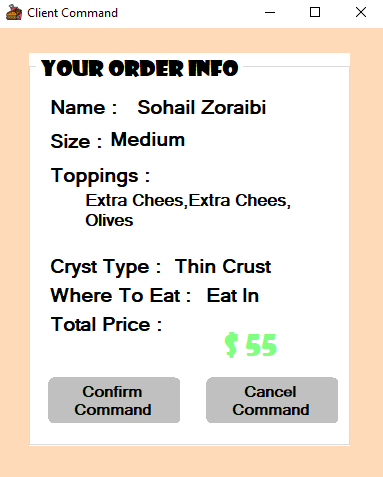 Client Command
YOUR ORDER INFO
Name : Sohail Zoraibi
Size : Medium
Toppings :
Extra Chees,Extra Chees,
Olives
Cryst Type : Thin Crust
Where To Eat : Eat In
Total Price :
$ 55
Confirm
Command
Cancel
Command